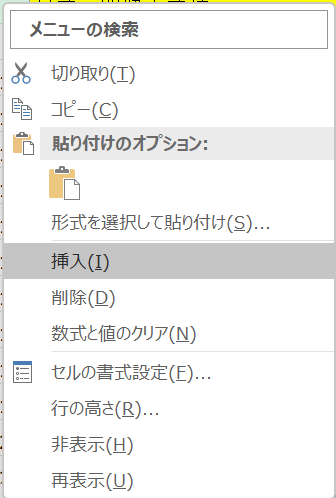 メニューの検索
切り取り(T)
コピー(C)
貼り付けのオプション:
形式を選択して貼り付け(S)...
挿入(I)
削除(D)
数式と値のクリア(N)
セルの書式設定(F)...
行の高さ(R)...
非表示(H)
再表示(U)